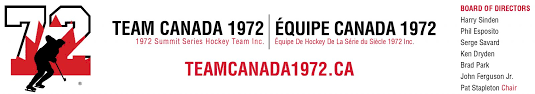 72
TEAM CANADA 1972
1972 Summit Series Hockey Team Inc.
ÉQUIPE CANADA 1972
Équipe De Hockey De La Série du Siècle 1972 Inc.
TEAMCANADA1972.CA
BOARD OF DIRECTORS
Harry Sinden
Phil Esposito
Serge Savard
Ken Dryden
Brad Park
John Ferguson Jr.
Pat Stapleton Chair